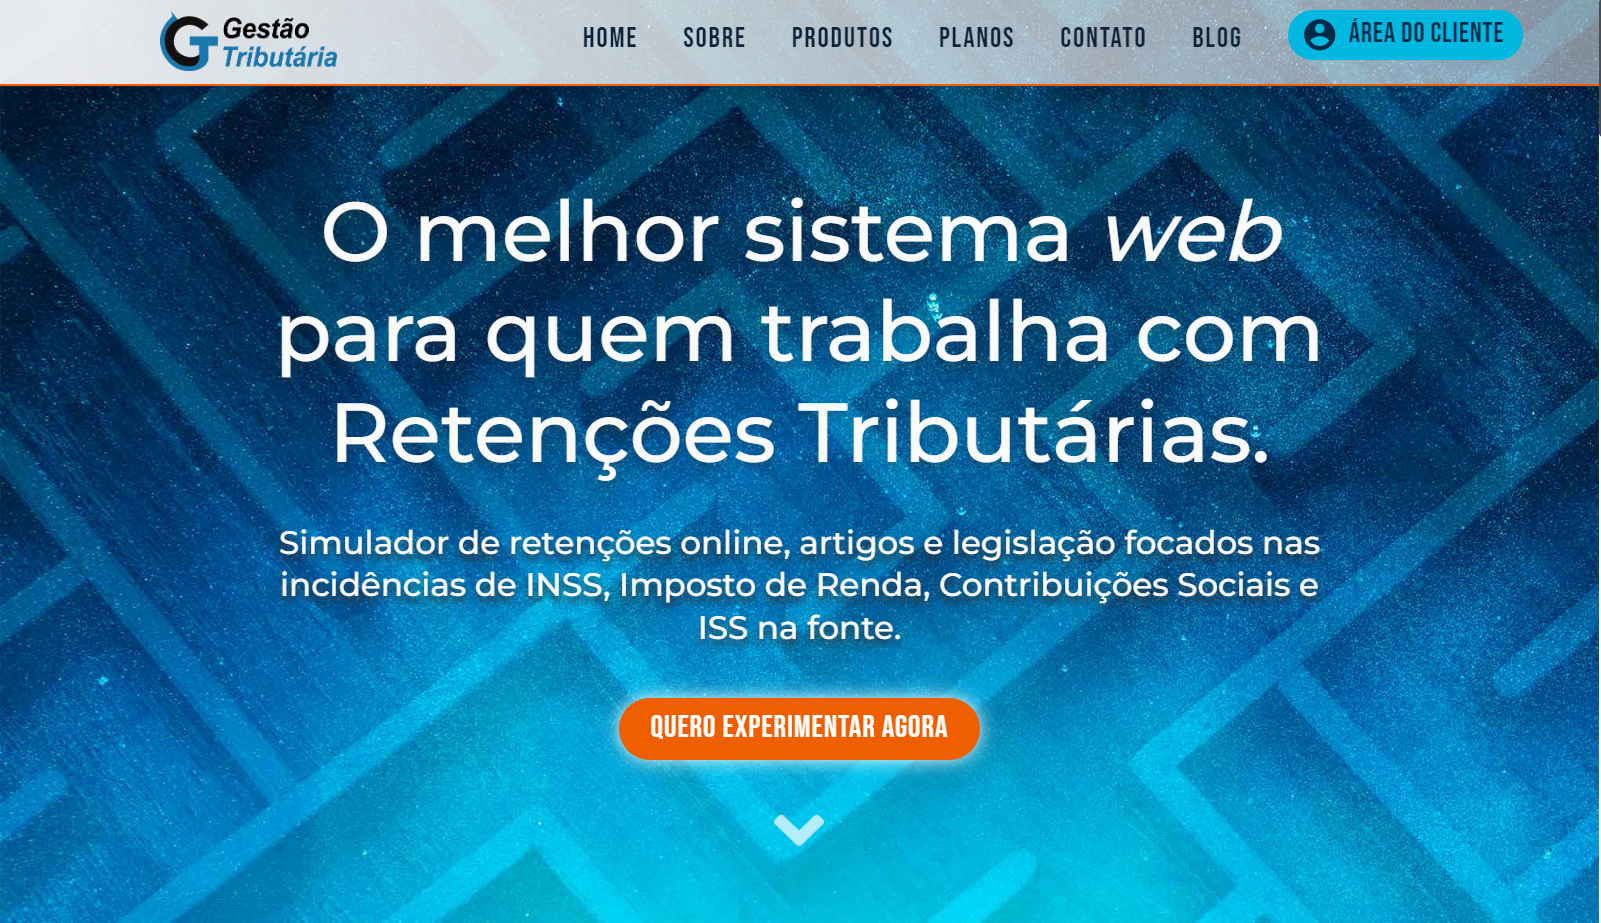 Gestão
Tributária
HOME SOBRE PRODUTOS PLANOS CONTATO BLOG ÁREA DO CLIENTE
O melhor sistema web
para quem trabalha com
Retenções Tributárias.
Simulador de retenções online, artigos e legislação focados nas
incidências de INSS, Imposto de Renda, Contribuições Sociais e
ISS na fonte.
QUERO EXPERIMENTAR AGORA